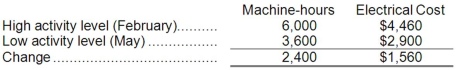 Machine-hours Electrical Cost
High activity level (February).......... 6,000 $4,460
Low activity level (May) ................. 3,600 $2,900
Change ........................................ 2,400 $1,560